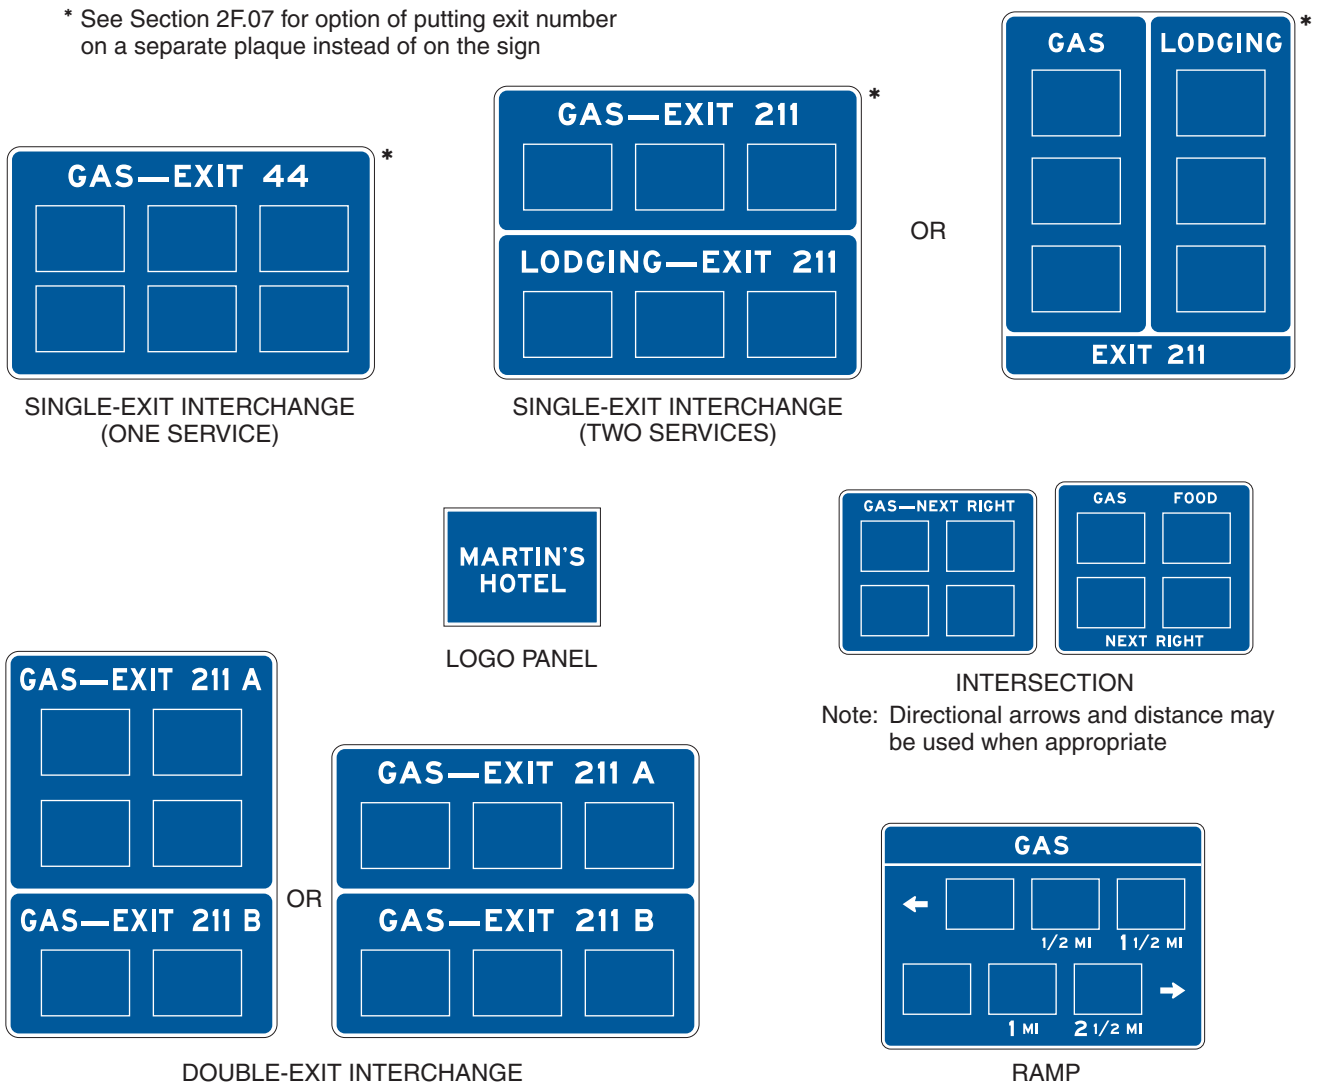 * See Section 2F.07 for option of putting exit number
on a separate plaque instead of on the sign
GAS—EXIT 44
*
SINGLE-EXIT INTERCHANGE
(ONE SERVICE)
GAS—EXIT 211
*
LODGING—EXIT 211
SINGLE-EXIT INTERCHANGE
(TWO SERVICES)
OR
GAS LODGING
*
EXIT 211
MARTIN'S
HOTEL
LOGO PANEL
GAS—NEXT RIGHT
GAS FOOD
NEXT RIGHT
INTERSECTION
Note: Directional arrows and distance may
be used when appropriate
GAS—EXIT 211 A
GAS—EXIT 211 B
OR
GAS—EXIT 211 A
GAS—EXIT 211 B
DOUBLE-EXIT INTERCHANGE
GAS
1/2 MI 1 1/2 MI
1 MI 2 1/2 MI
RAMP